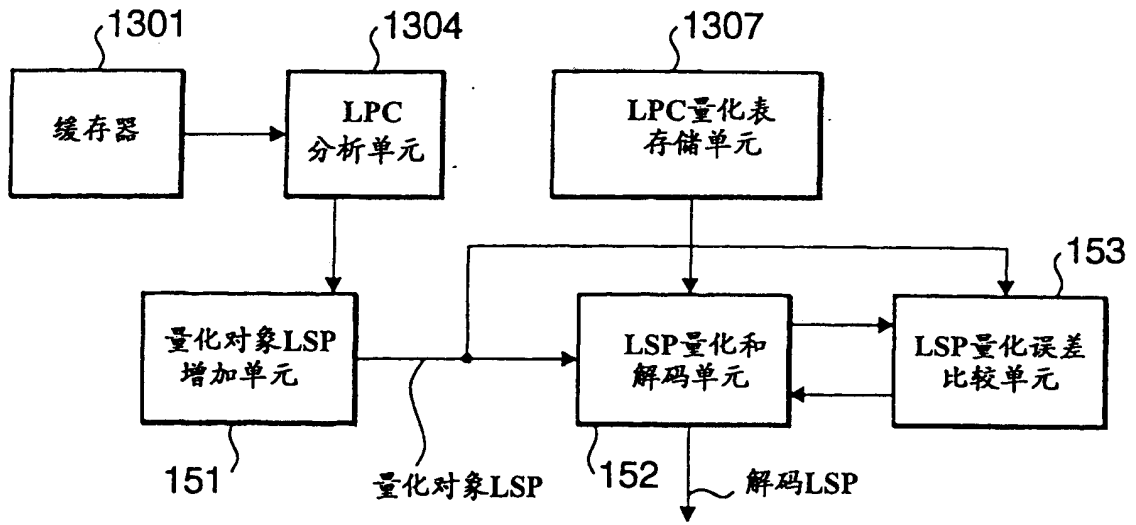 1301
1304
1307
缓存器
LPC
分析单元
LPC量化表
存储单元
153
量化对象LSP
增加单元
LSP量化和
解码单元
LSP量化误差
比较单元
151
量化对象LSP
152
解码LSP